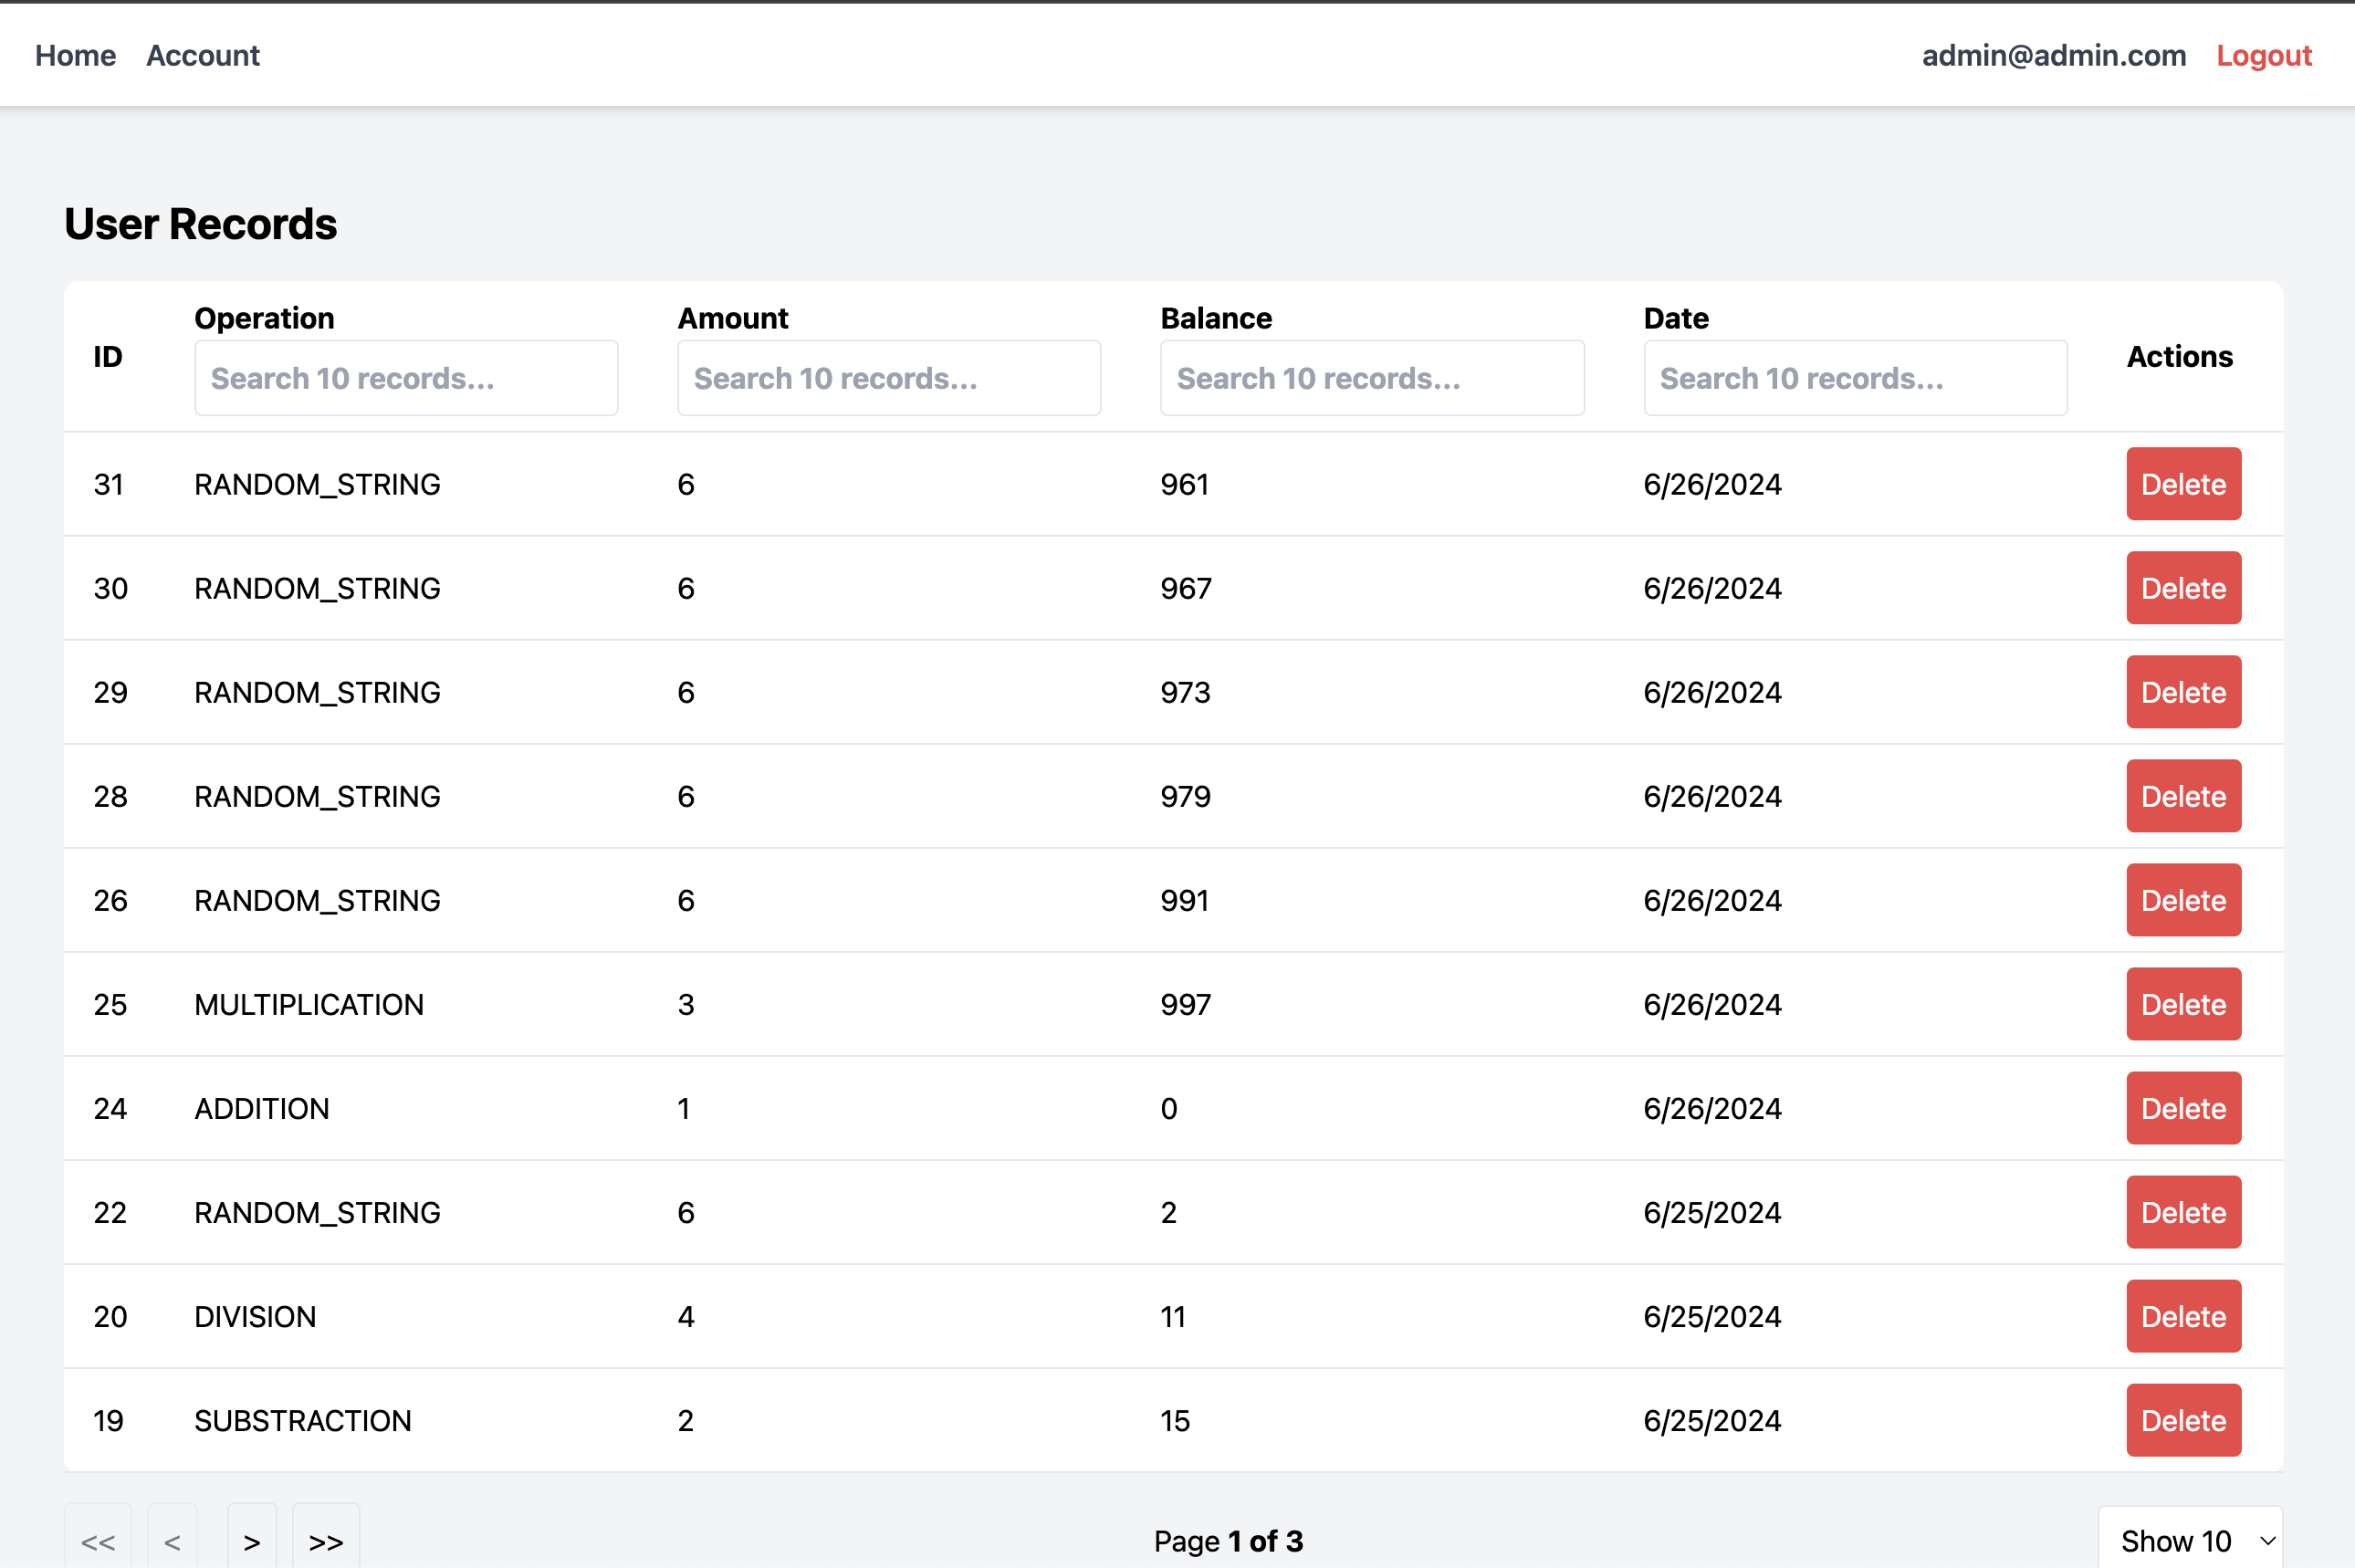 Home Account admin@admin.com Logout
User Records
ID Operation Amount Balance Date Actions
Search 10 records... Search 10 records... Search 10 records... Search 10 records...
31 RANDOM_STRING 6 961 6/26/2024 Delete
30 RANDOM_STRING 6 967 6/26/2024 Delete
29 RANDOM_STRING 6 973 6/26/2024 Delete
28 RANDOM_STRING 6 979 6/26/2024 Delete
26 RANDOM_STRING 6 991 6/26/2024 Delete
25 MULTIPLICATION 3 997 6/26/2024 Delete
24 ADDITION 1 0 6/26/2024 Delete
22 RANDOM_STRING 6 2 6/25/2024 Delete
20 DIVISION 4 11 6/25/2024 Delete
19 SUBSTRACTION 2 15 6/25/2024 Delete
<< < > >> Page 1 of 3 Show 10